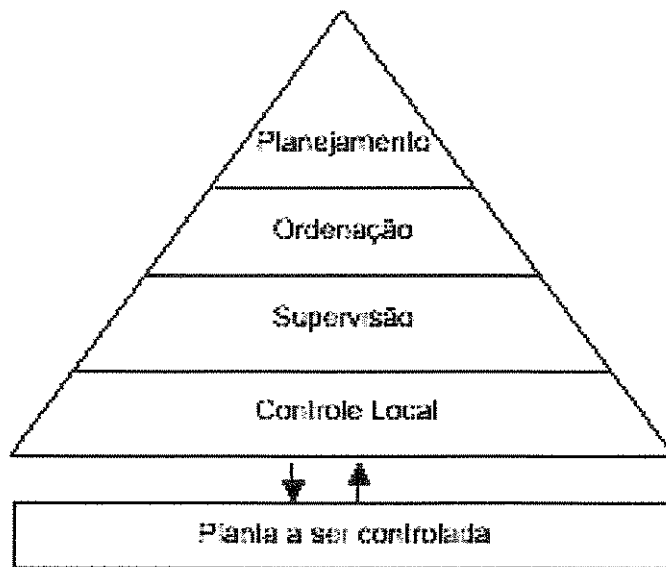 Planejamento
Ordenação
Supervisão
Controle Local
Planta a ser controlada